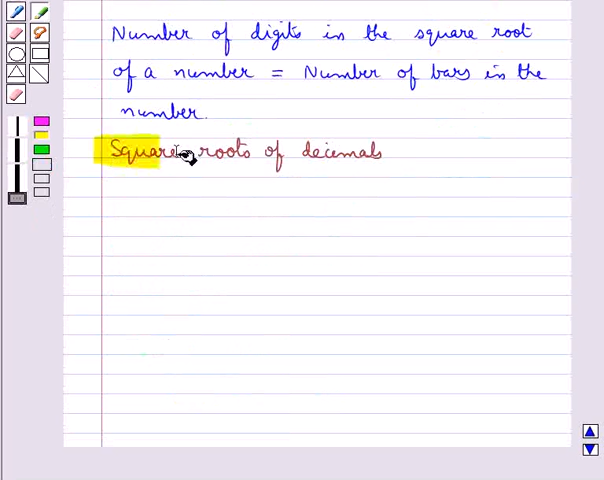 Number of digits in the square root
of a number = Number of bars in the
number.
Square roots of decimals